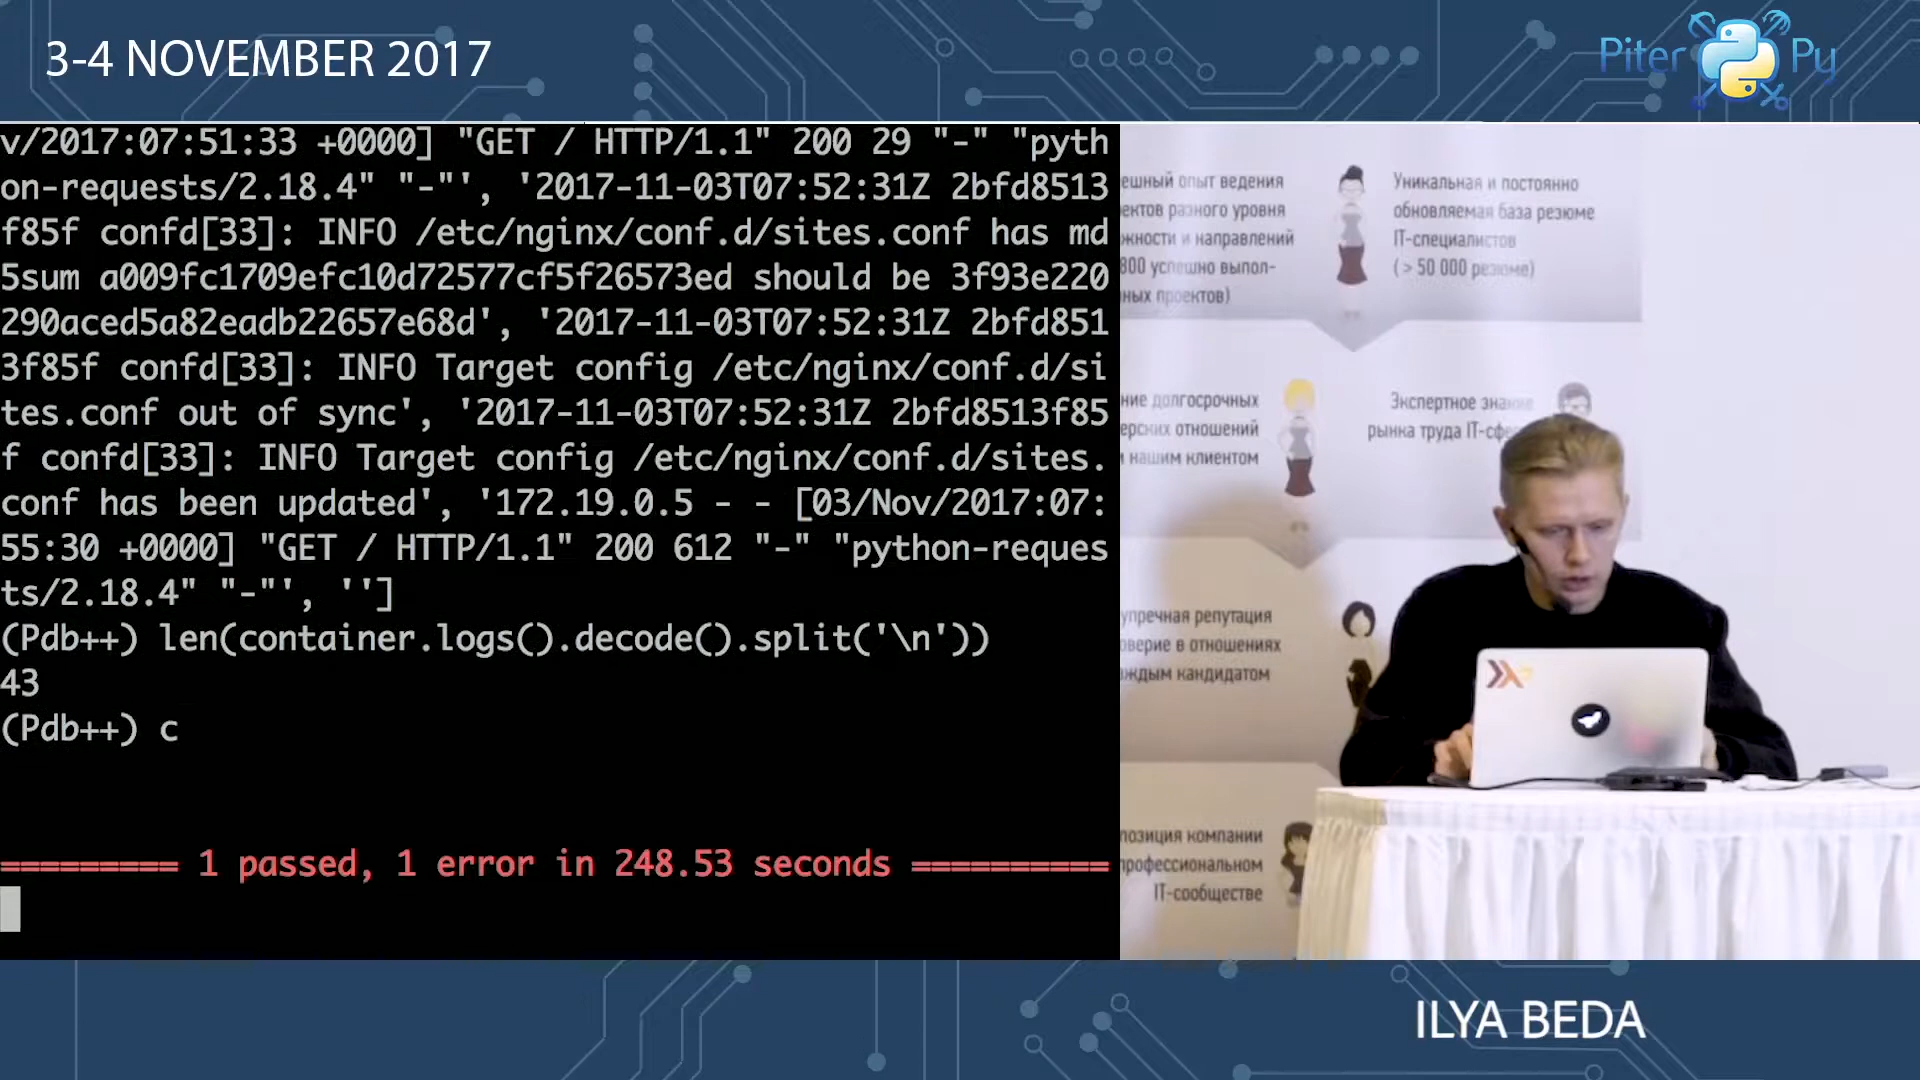 3-4 NOVEMBER 2017
Piter Py
v/2017:07:51:33 +0000] "GET / HTTP/1.1" 200 29 "-" "pyth
on-requests/2.18.4" "-"', '2017-11-03T07:52:31Z 2bfd8513
f85f confd[33]: INFO /etc/nginx/conf.d/sites.conf has md
5sum a009fc1709efc10d72577cf5f26573ed should be 3f93e220
290aced5a82eadb22657e68d', '2017-11-03T07:52:31Z 2bfd851
3f85f confd[33]: INFO Target config /etc/nginx/conf.d/si
tes.conf out of sync', '2017-11-03T07:52:31Z 2bfd8513f85
f confd[33]: INFO Target config /etc/nginx/conf.d/sites.
conf has been updated', '172.19.0.5 - - [03/Nov/2017:07:
55:30 +0000] "GET / HTTP/1.1" 200 612 "-" "python-reques
ts/2.18.4" "-"', '']
(Pdb++) len(container.logs().decode().split('\n'))
43
(Pdb++) c
========= 1 passed, 1 error in 248.53 seconds ==========
ешный опыт ведения
ектов разного уровня
жности и направлений
800 успешно выпол-
ных проектов)
Уникальная и постоянно
обновляемая база резюме
IT-специалистов
( > 50 000 резюме)
ние долгосрочных
ерских отношений
и нашим клиентом
Экспертное знание
рынка труда IT-сфе
упречная репутация
оверие в отношениях
аждым кандидатом
позиция компании
профессиональном
IT-сообществе
ILYA BEDA